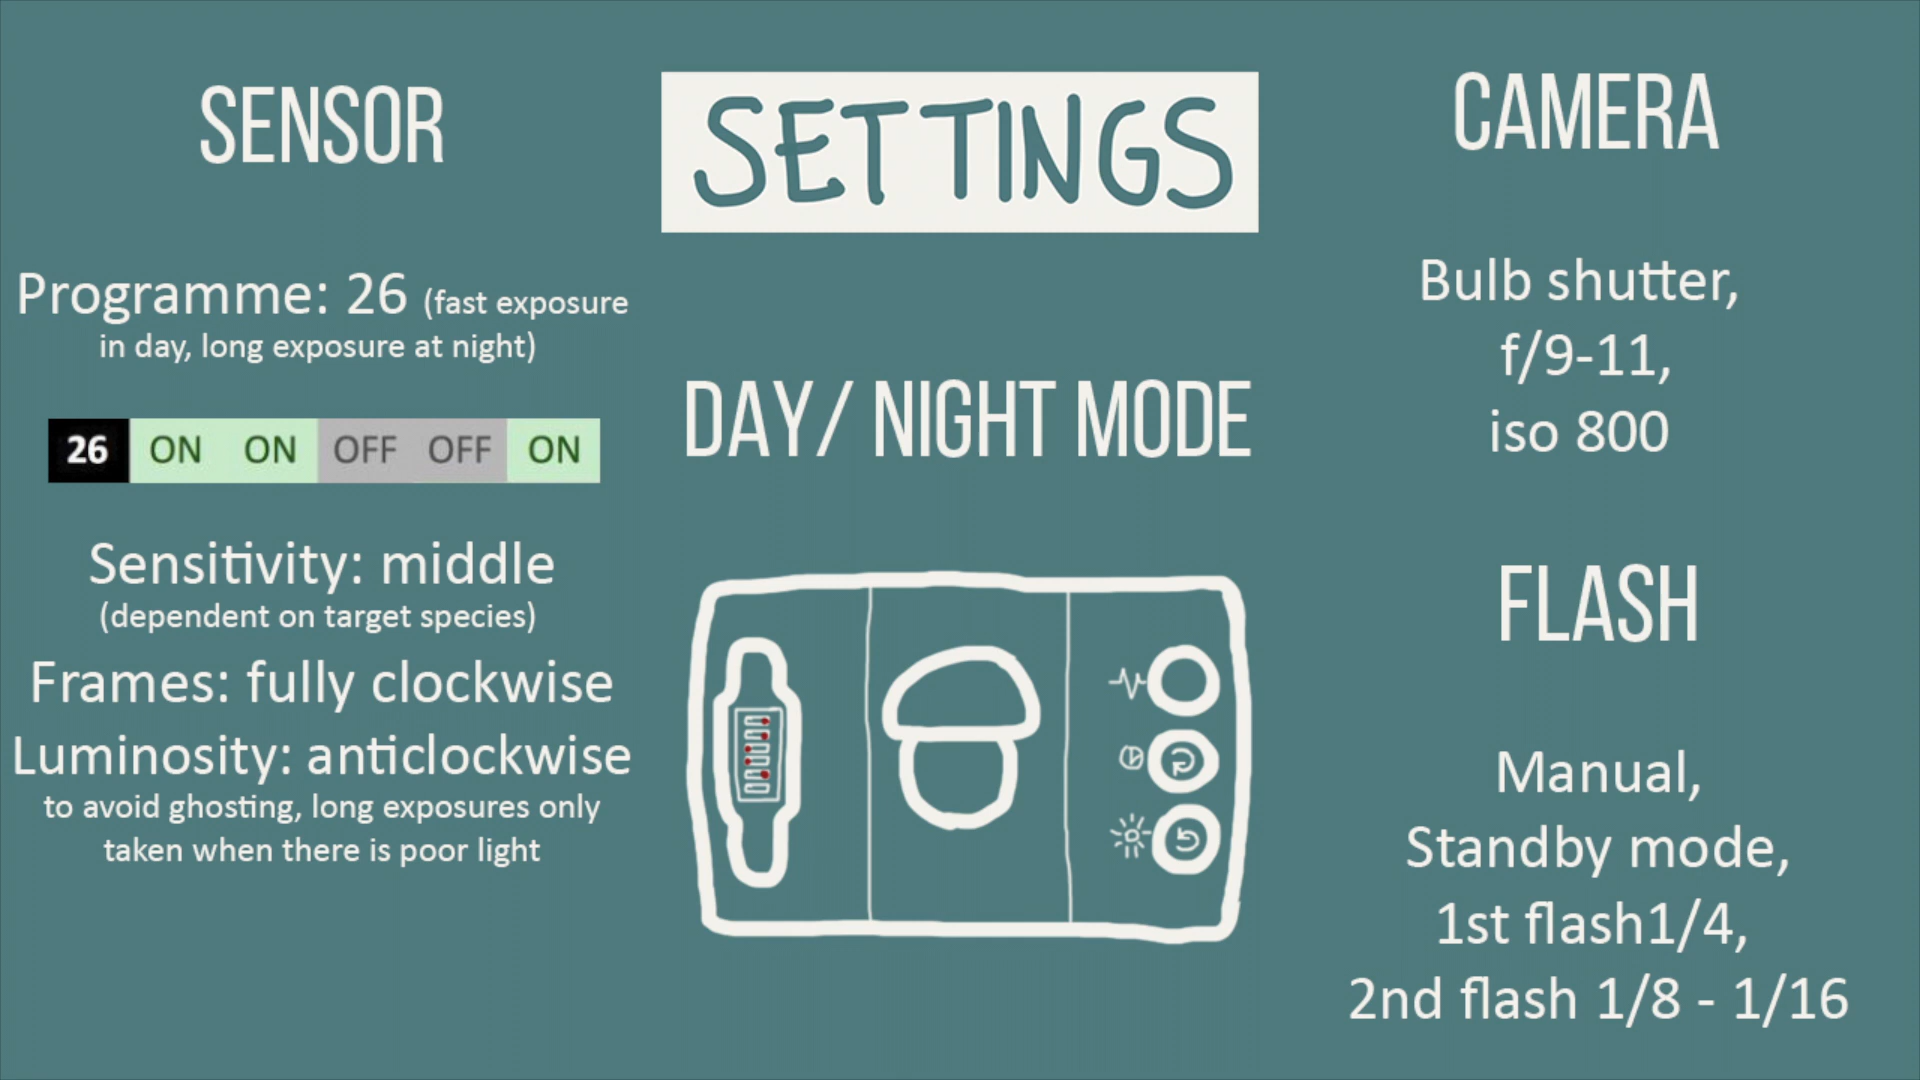 SETTINGS
SENSOR
Programme: 26 (fast exposure
in day, long exposure at night)
26 ON ON OFF OFF ON
Sensitivity: middle
(dependent on target species)
Frames: fully clockwise
Luminosity: anticlockwise
to avoid ghosting, long exposures only
taken when there is poor light
DAY/ NIGHT MODE
CAMERA
Bulb shutter,
f/9-11,
iso 800
FLASH
Manual,
Standby mode,
1st flash1/4,
2nd flash 1/8 - 1/16